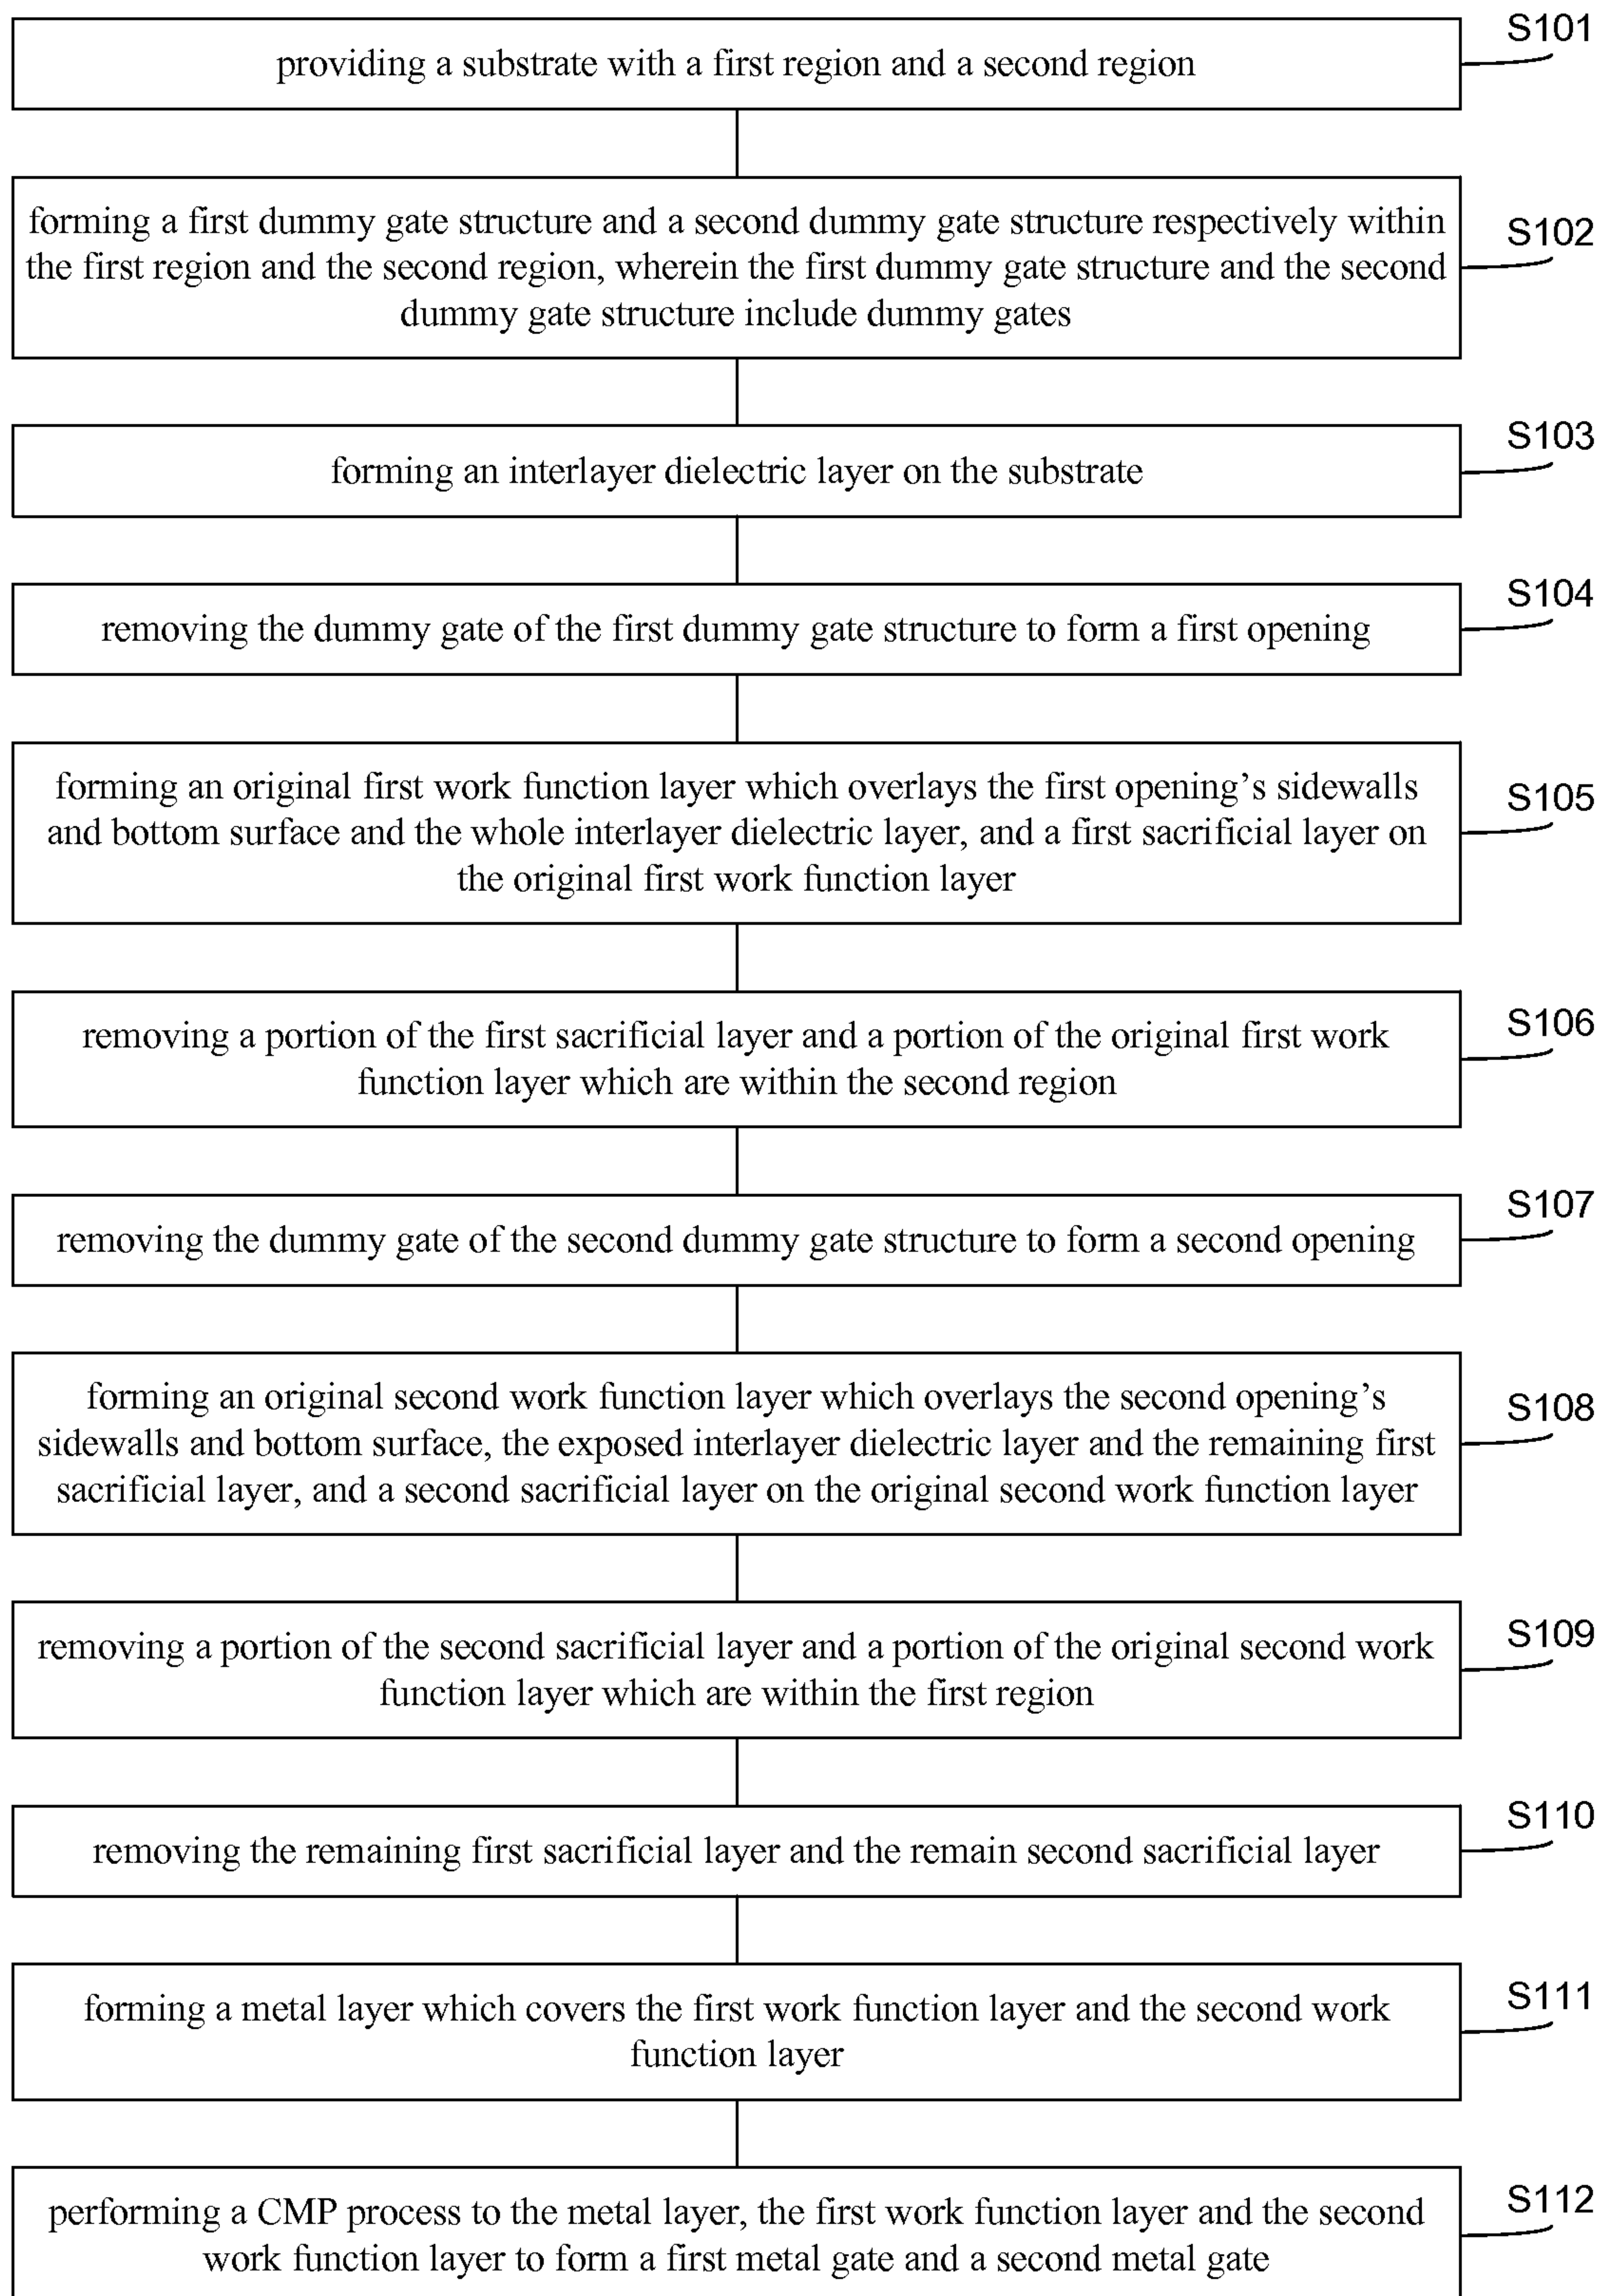 S101
providing a substrate with a first region and a second region
forming a first dummy gate structure and a second dummy gate structure respectively within
S102
the first region and the second region, wherein the first dummy gate structure and the second
dummy gate structure include dummy gates
S103
forming an interlayer dielectric layer on the substrate
S104
removing the dummy gate of the first dummy gate structure to form a first opening
forming an original first work function layer which overlays the first opening’s sidewalls
S105
and bottom surface and the whole interlayer dielectric layer, and a first sacrificial layer on
the original first work function layer
S106
removing a portion of the first sacrificial layer and a portion of the original first work
function layer which are within the second region
S107
removing the dummy gate of the second dummy gate structure to form a second opening
forming an original second work function layer which overlays the second opening’s
S108
sidewalls and bottom surface, the exposed interlayer dielectric layer and the remaining first
sacrificial layer, and a second sacrificial layer on the original second work function layer
S109
removing a portion of the second sacrificial layer and a portion of the original second work
function layer which are within the first region
S110
removing the remaining first sacrificial layer and the remain second sacrificial layer
S111
forming a metal layer which covers the first work function layer and the second work
function layer
S112
performing a CMP process to the metal layer, the first work function layer and the second
work function layer to form a first metal gate and a second metal gate